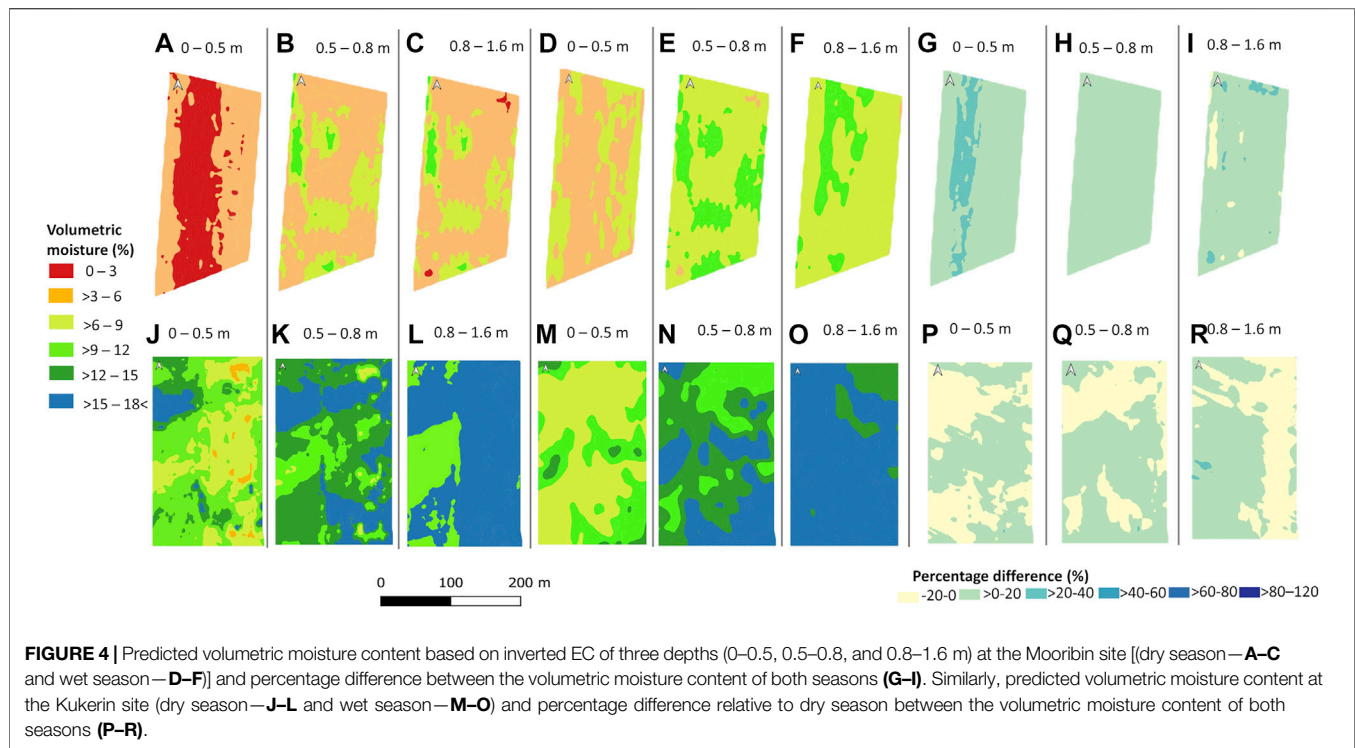 A 0 – 0.5 m
B 0.5 – 0.8 m
C 0.8 – 1.6 m
D 0 – 0.5 m
E 0.5 – 0.8 m
F 0.8 – 1.6 m
G 0 – 0.5 m
H 0.5 – 0.8 m
I 0.8 – 1.6 m
Volumetric
moisture (%)
0 – 3
>3 – 6
>6 – 9
>9 – 12
>12 – 15
>15 – 18<
J 0 – 0.5 m
K 0.5 – 0.8 m
L 0.8 – 1.6 m
M 0 – 0.5 m
N 0.5 – 0.8 m
O 0.8 – 1.6 m
P 0 – 0.5 m
Q 0.5 – 0.8 m
R 0.8 – 1.6 m
0 100 200 m
Percentage difference (%)
-20-0 >0-20 >20-40 >40-60 >60-80 >80–120
FIGURE 4 | Predicted volumetric moisture content based on inverted EC of three depths (0–0.5, 0.5–0.8, and 0.8–1.6 m) at the Mooribin site [(dry season—A–C
and wet season—D–F)] and percentage difference between the volumetric moisture content of both seasons (G–I). Similarly, predicted volumetric moisture content at
the Kukerin site (dry season—J–L and wet season—M–O) and percentage difference relative to dry season between the volumetric moisture content of both
seasons (P–R).